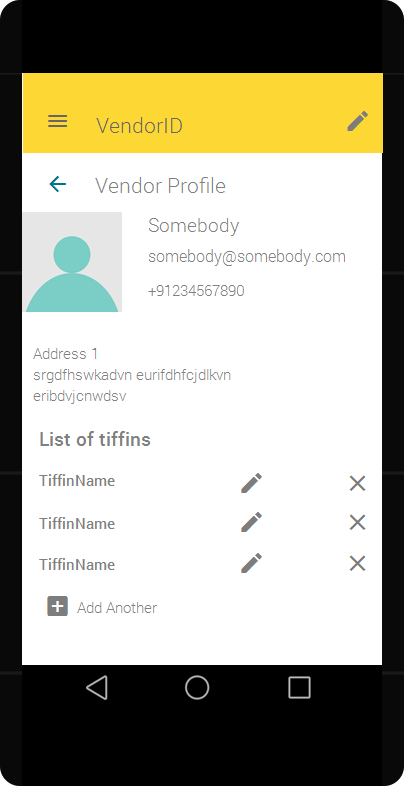 VendorID
Vendor Profile
Somebody
somebody@somebody.com
+91234567890
Address 1
srgdfhswkadvn eurifdhfcjdlkvn
eribdvjcnwdsv
List of tiffins
TiffinName
TiffinName
TiffinName
Add Another